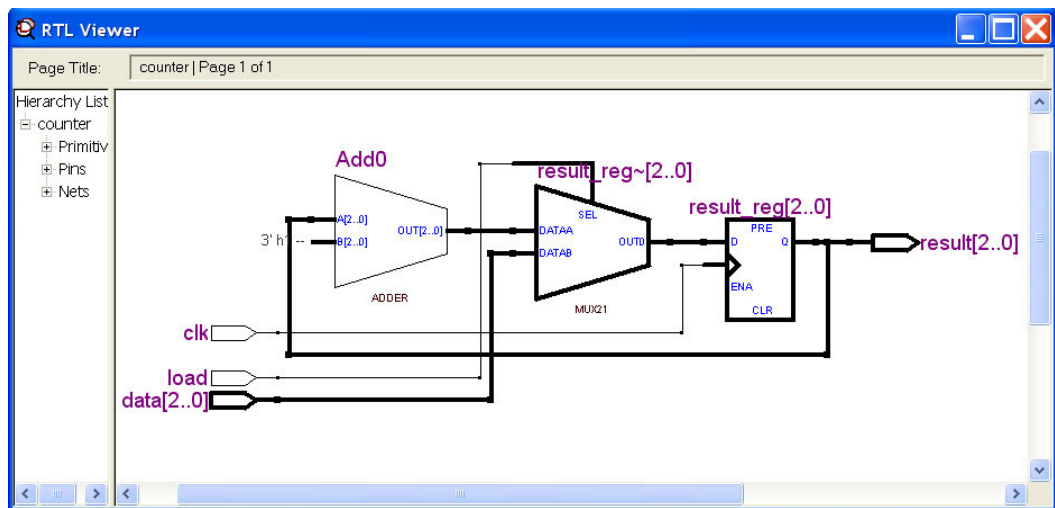 RTL Viewer
Page Title:
counter | Page 1 of 1
Hierarchy List
counter
Primitiv
Pins
Nets
Add0
result_reg~[2..0]
result_reg[2..0]
A[2..0]
3' h1 --
B[2..0]
OUT[2..0]
ADDER
SEL
DATAA
DATAB
OUT0
MUX21
PRE
D
Q
ENA
CLR
result[2..0]
clk
load
data[2..0]